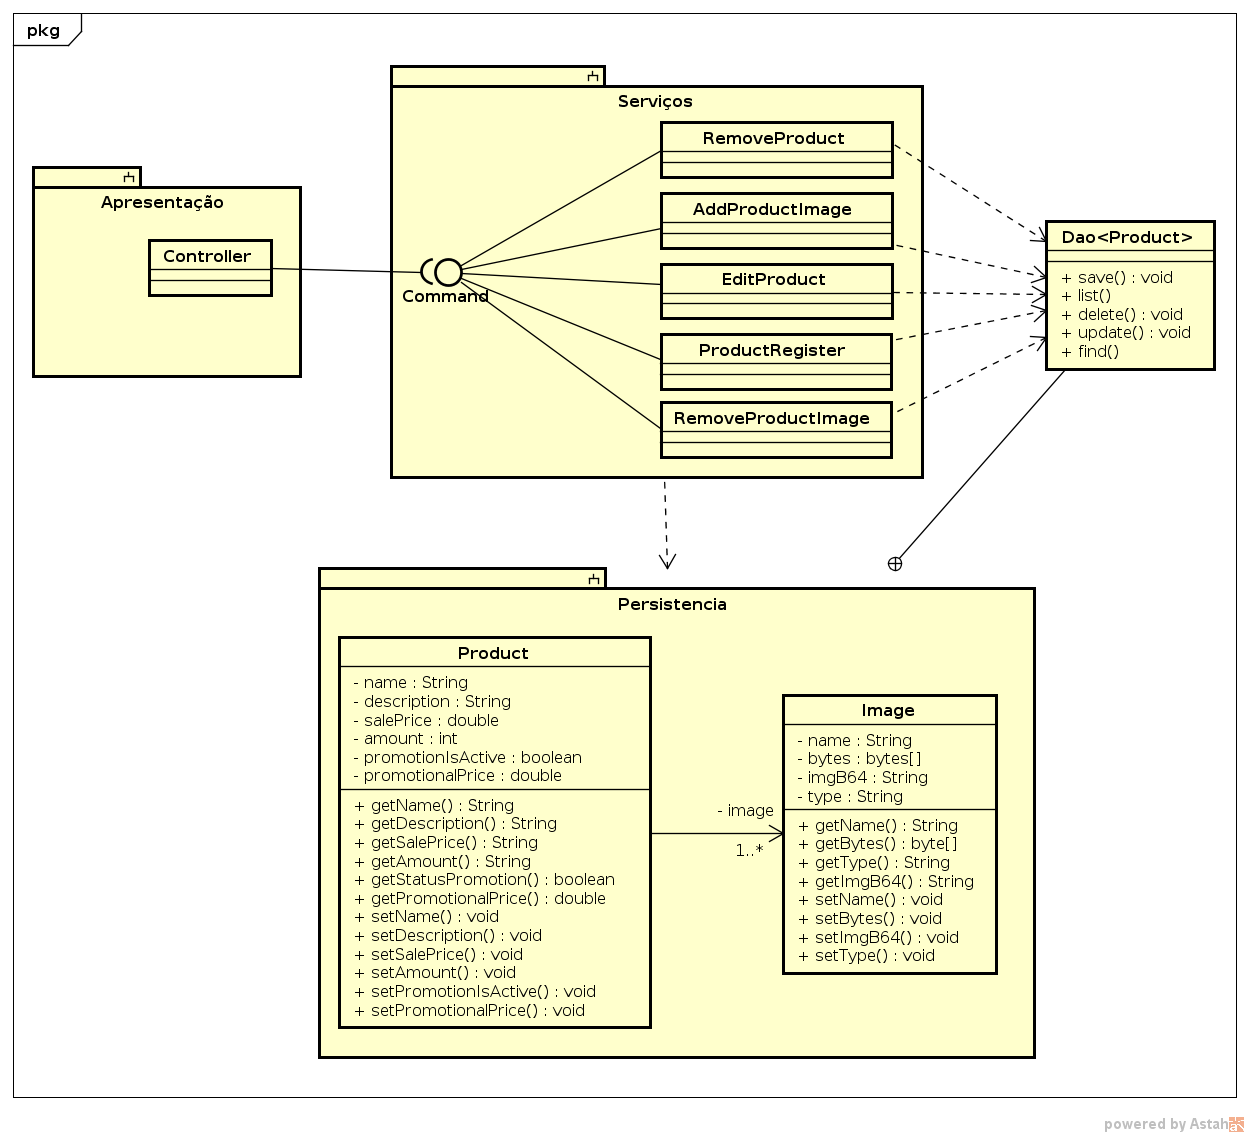 pkg
Serviços
RemoveProduct
AddProductImage
EditProduct
ProductRegister
RemoveProductImage
Apresentação
Controller
Command
Dao<Product>
+ save() : void
+ list()
+ delete() : void
+ update() : void
+ find()
Persistencia
Product
- name : String
- description : String
- salePrice : double
- amount : int
- promotionIsActive : boolean
- promotionalPrice : double
+ getName() : String
+ getDescription() : String
+ getSalePrice() : String
+ getAmount() : String
+ getStatusPromotion() : boolean
+ getPromotionalPrice() : double
+ setName() : void
+ setDescription() : void
+ setSalePrice() : void
+ setAmount() : void
+ setPromotionIsActive() : void
+ setPromotionalPrice() : void
- image
1..*
Image
- name : String
- bytes : bytes[]
- imgB64 : String
- type : String
+ getName() : String
+ getBytes() : byte[]
+ getType() : String
+ getImgB64() : String
+ setName() : void
+ setBytes() : void
+ setImgB64() : void
+ setType() : void
powered by Astah